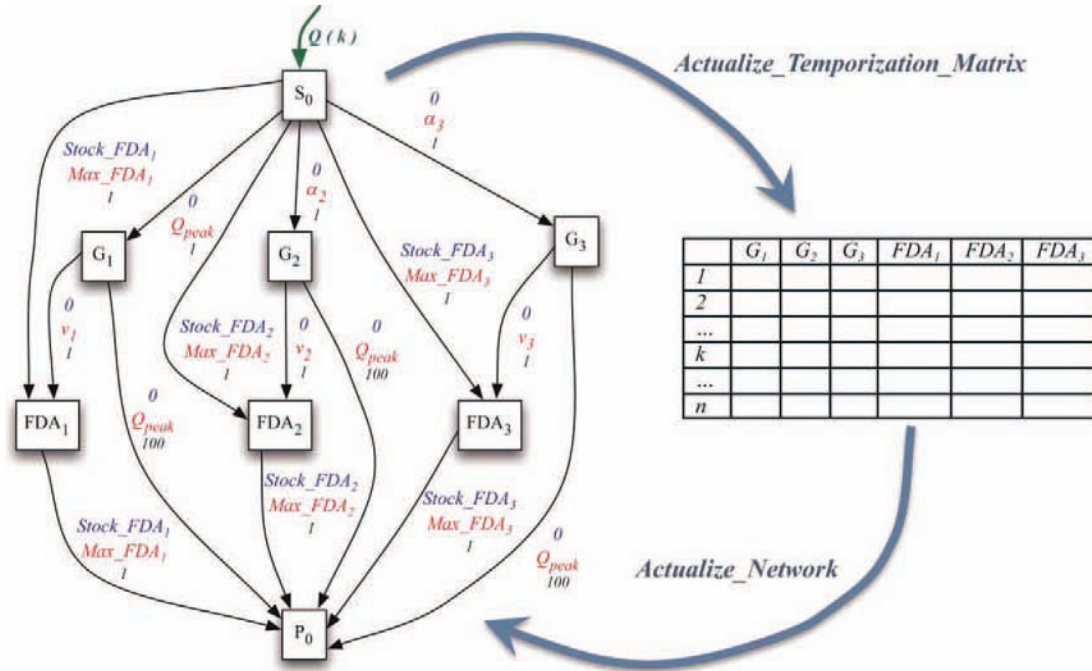 Q(k)
Actualize_Temporization_Matrix
S0
0
α3
1
Stock_FDA1
Max_FDA1
1
0
Qpeak
1
0
α2
1
G1
G2
G3
Stock_FDA3
Max_FDA3
1
0
v1
1
Stock_FDA2
Max_FDA2
1
0
v2
1
0
Qpeak
100
0
v3
1
G1 G2 G3 FDA1 FDA2 FDA3
1
2
...
k
...
n
FDA1
FDA2
FDA3
0
Qpeak
100
Stock_FDA1
Max_FDA1
1
Stock_FDA2
Max_FDA2
1
Stock_FDA3
Max_FDA3
1
0
Qpeak
100
Actualize_Network
P0